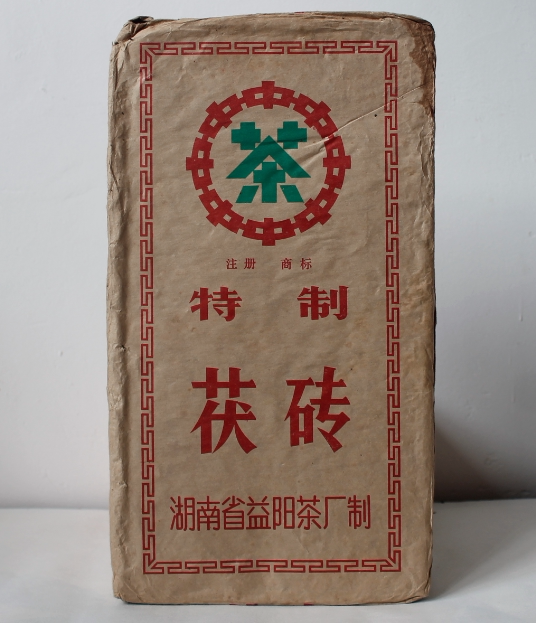 茶
注册 商标
特 制
茯砖
湖南省益阳茶厂制